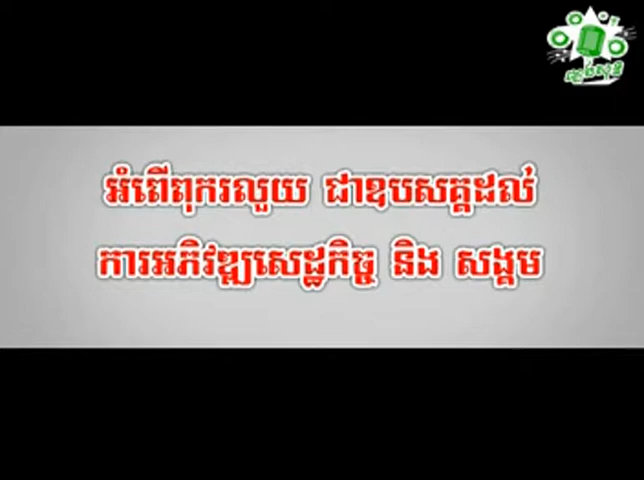 អំពើពុករលួយ ជាឧបសគ្គដល់
ការអភិវឌ្ឍសេដ្ឋកិច្ច និង សង្គម